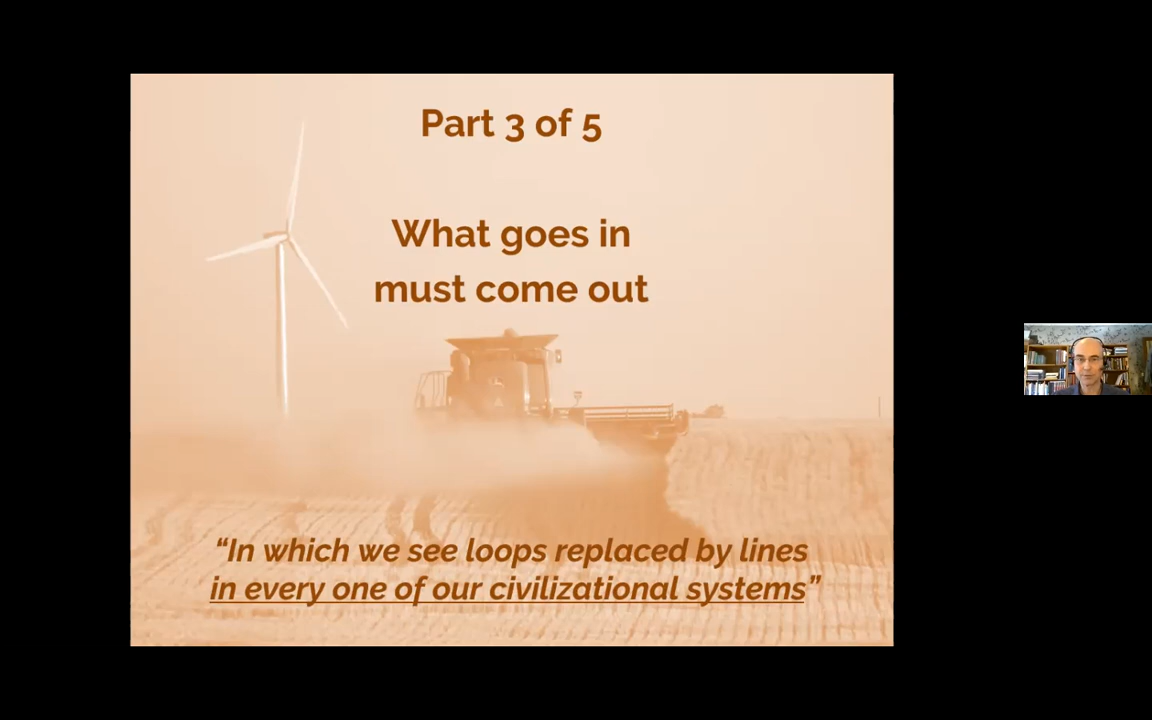 Part 3 of 5
What goes in
must come out
“In which we see loops replaced by lines
in every one of our civilizational systems”